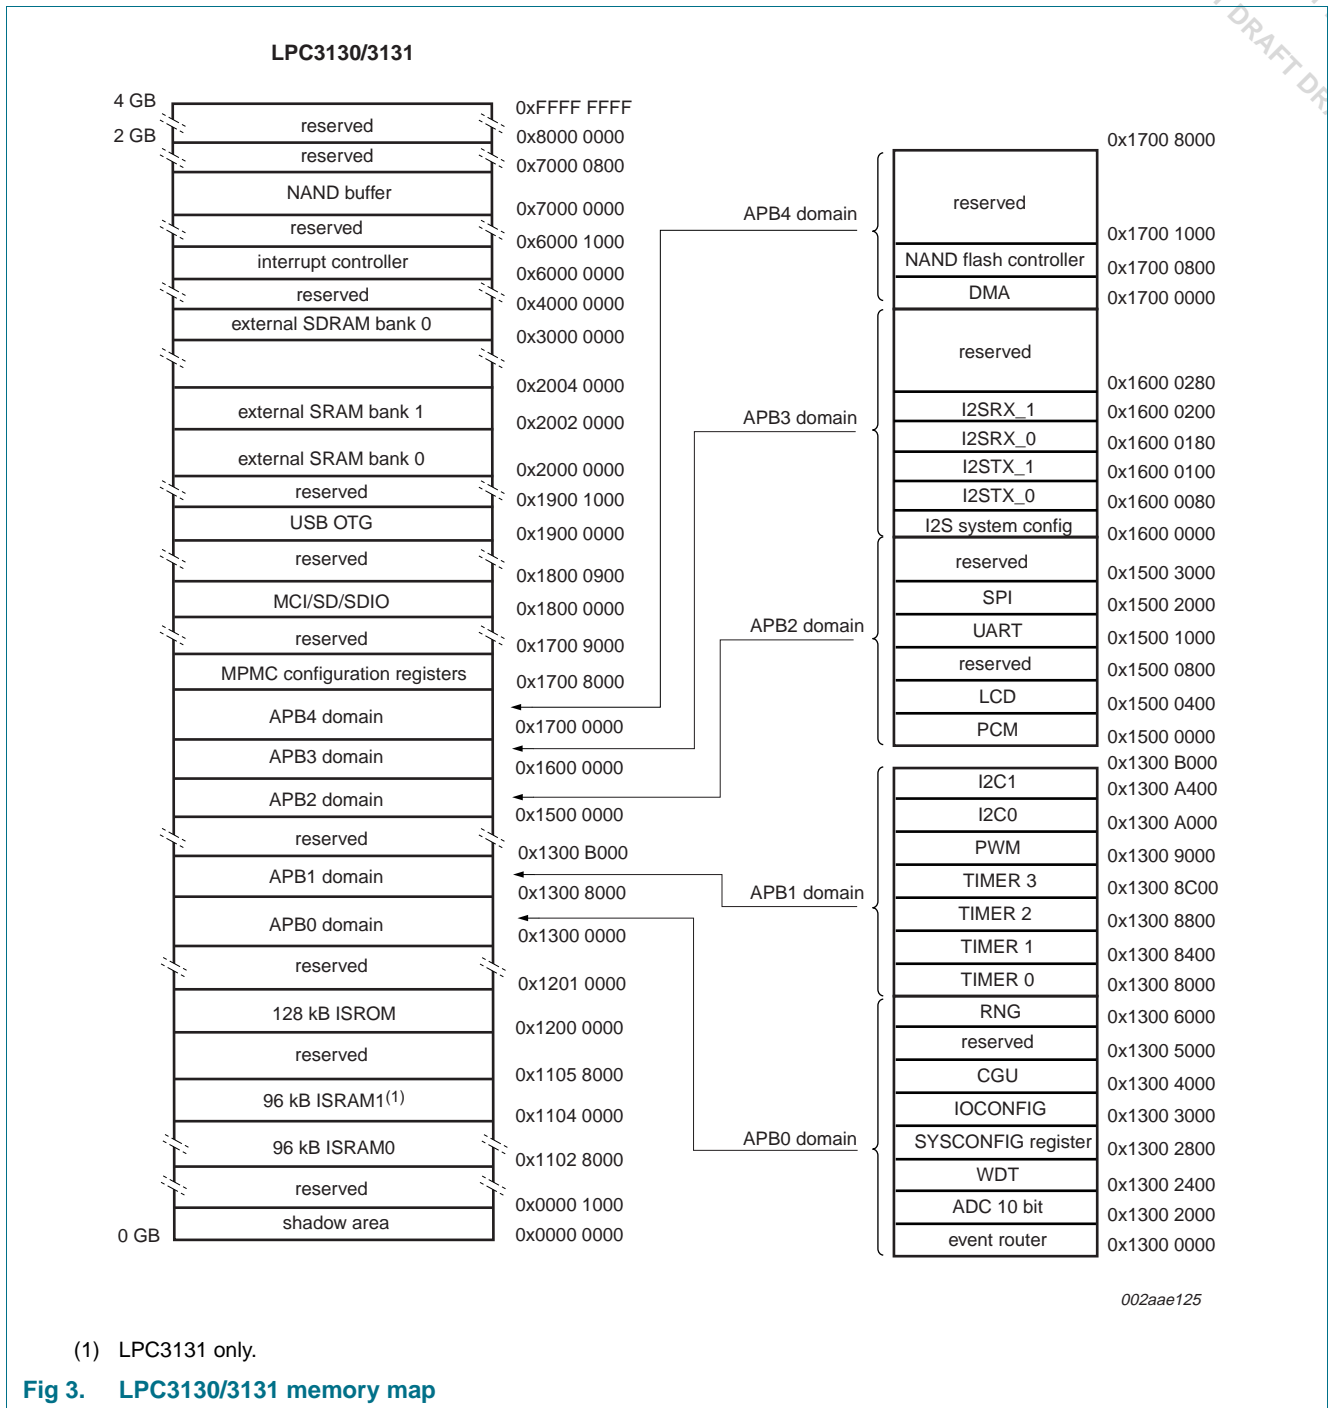 DRAFT DRAFT
LPC3130/3131
4 GB
0xFFFF FFFF
reserved
2 GB
0x8000 0000
reserved
0x7000 0800
NAND buffer
0x7000 0000
reserved
0x6000 1000
interrupt controller
0x6000 0000
reserved
0x4000 0000
external SDRAM bank 0
0x3000 0000
0x2004 0000
external SRAM bank 1
0x2002 0000
external SRAM bank 0
0x2000 0000
reserved
0x1900 1000
USB OTG
0x1900 0000
reserved
0x1800 0900
MCI/SD/SDIO
0x1800 0000
reserved
0x1700 9000
MPMC configuration registers
0x1700 8000
APB4 domain
0x1700 0000
APB3 domain
0x1600 0000
APB2 domain
0x1500 0000
reserved
0x1300 B000
APB1 domain
0x1300 8000
APB0 domain
0x1300 0000
reserved
0x1201 0000
128 kB ISROM
0x1200 0000
reserved
0x1105 8000
96 kB ISRAM1(1)
0x1104 0000
96 kB ISRAM0
0x1102 8000
reserved
0x0000 1000
shadow area
0 GB
0x0000 0000
0x1700 8000
APB4 domain
reserved
0x1700 1000
NAND flash controller
0x1700 0800
DMA
0x1700 0000
APB3 domain
reserved
0x1600 0280
I2SRX_1
0x1600 0200
I2SRX_0
0x1600 0180
I2STX_1
0x1600 0100
I2STX_0
0x1600 0080
I2S system config
0x1600 0000
APB2 domain
reserved
0x1500 3000
SPI
0x1500 2000
UART
0x1500 1000
reserved
0x1500 0800
LCD
0x1500 0400
PCM
0x1500 0000
0x1300 B000
APB1 domain
I2C1
0x1300 A400
I2C0
0x1300 A000
PWM
0x1300 9000
TIMER 3
0x1300 8C00
TIMER 2
0x1300 8800
TIMER 1
0x1300 8400
TIMER 0
0x1300 8000
APB0 domain
RNG
0x1300 6000
reserved
0x1300 5000
CGU
0x1300 4000
IOCONFIG
0x1300 3000
SYSCONFIG register
0x1300 2800
WDT
0x1300 2400
ADC 10 bit
0x1300 2000
event router
0x1300 0000
002aae125
(1) LPC3131 only.
Fig 3. LPC3130/3131 memory map